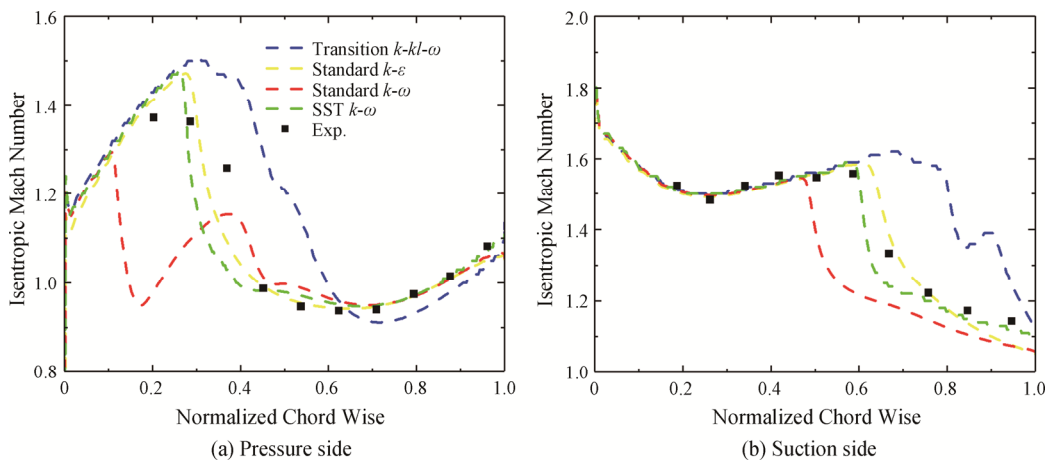 1.6
1.4
1.2
1.0
0.8
Isentropic Mach Number
Transition k-kl-ω
Standard k-ε
Standard k-ω
SST k-ω
Exp.
0 0.2 0.4 0.6 0.8 1.0
Normalized Chord Wise
(a) Pressure side
2.0
1.8
1.6
1.4
1.2
1.0
Isentropic Mach Number
0 0.2 0.4 0.6 0.8 1.0
Normalized Chord Wise
(b) Suction side